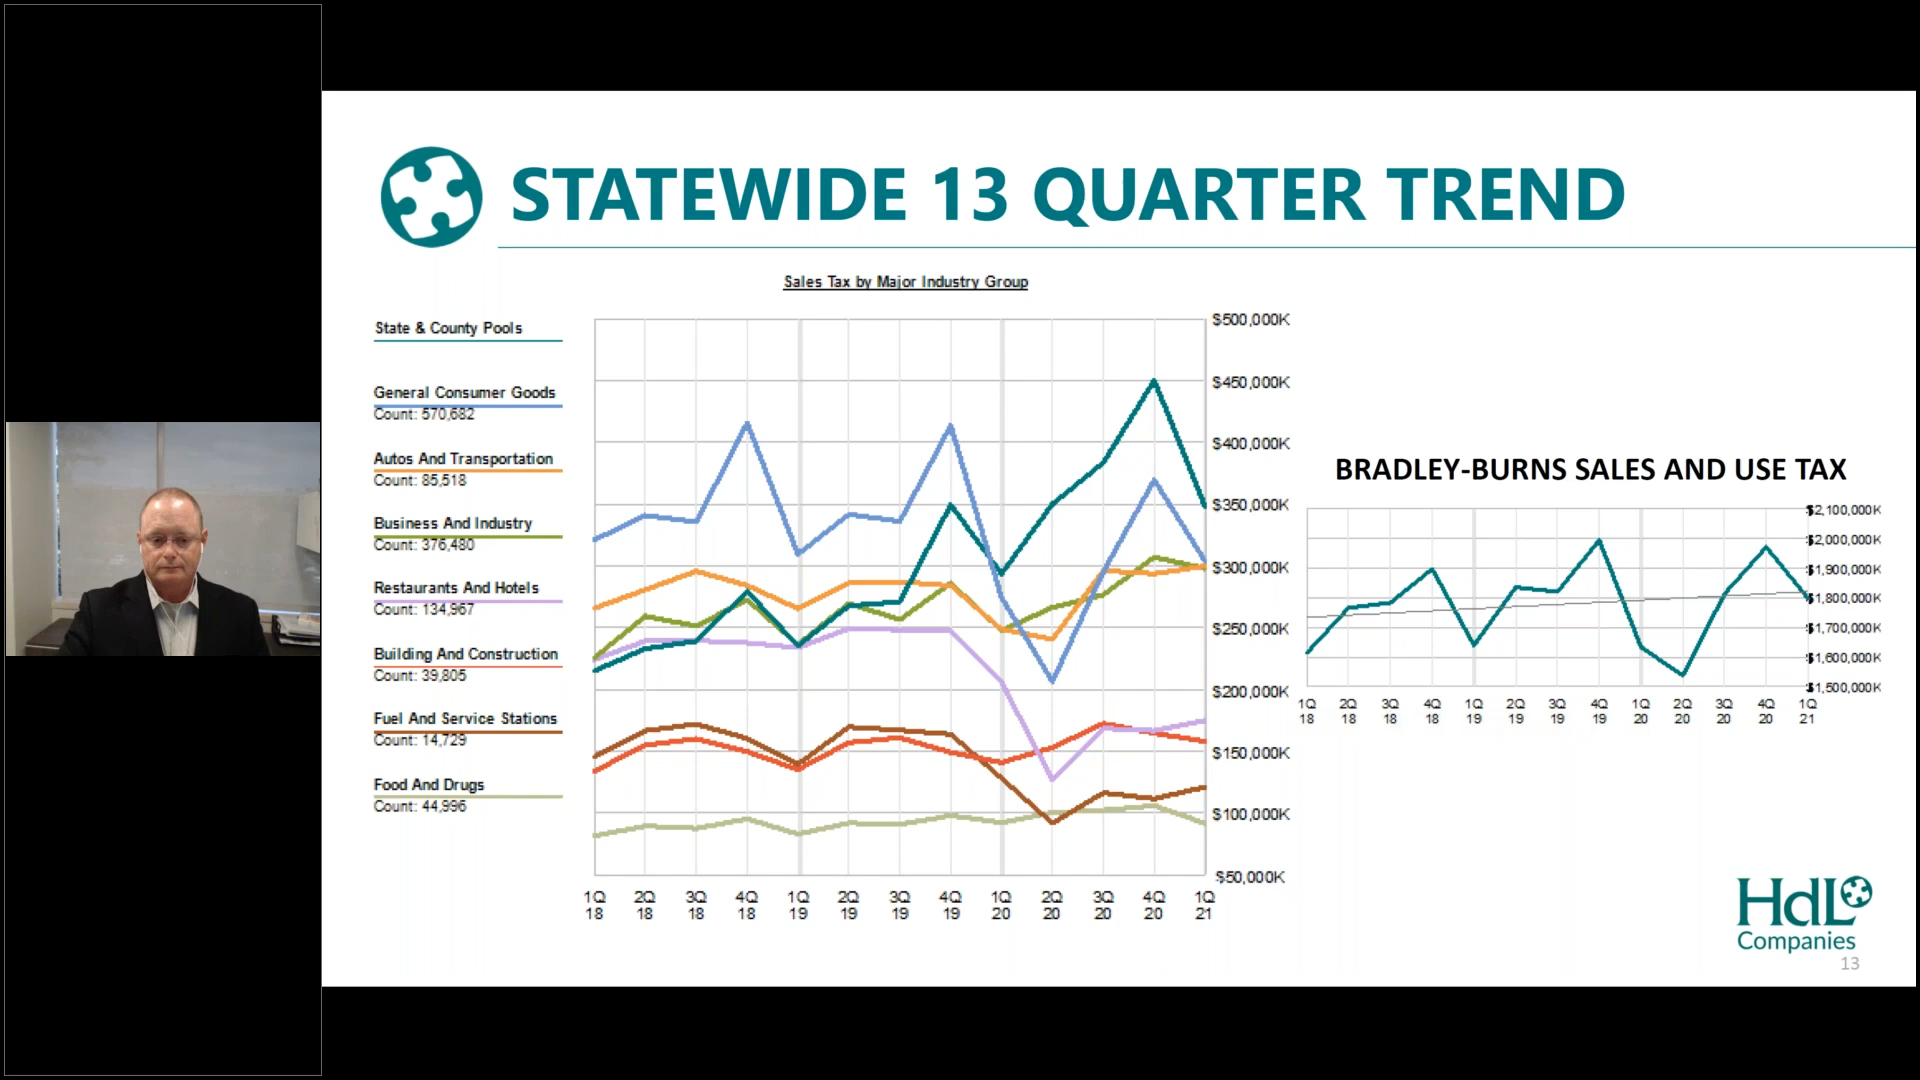 STATEWIDE 13 QUARTER TREND
Sales Tax by Major Industry Group
State & County Pools
General Consumer Goods
Count: 570,682
Autos And Transportation
Count: 85,518
Business And Industry
Count: 376,480
Restaurants And Hotels
Count: 134,967
Building And Construction
Count: 39,805
Fuel And Service Stations
Count: 14,729
Food And Drugs
Count: 44,996
$500,000K
$450,000K
$400,000K
$350,000K
$300,000K
$250,000K
$200,000K
$150,000K
$100,000K
$50,000K
1Q 2Q 3Q 4Q 1Q 2Q 3Q 4Q 1Q 2Q 3Q 4Q 1Q
18 18 18 18 19 19 19 19 20 20 20 20 21
BRADLEY-BURNS SALES AND USE TAX
$2,100,000K
$2,000,000K
$1,900,000K
$1,800,000K
$1,700,000K
$1,600,000K
$1,500,000K
1Q 2Q 3Q 4Q 1Q 2Q 3Q 4Q 1Q 2Q 3Q 4Q 1Q
18 18 18 18 19 19 19 19 20 20 20 20 21
HdL
Companies
13